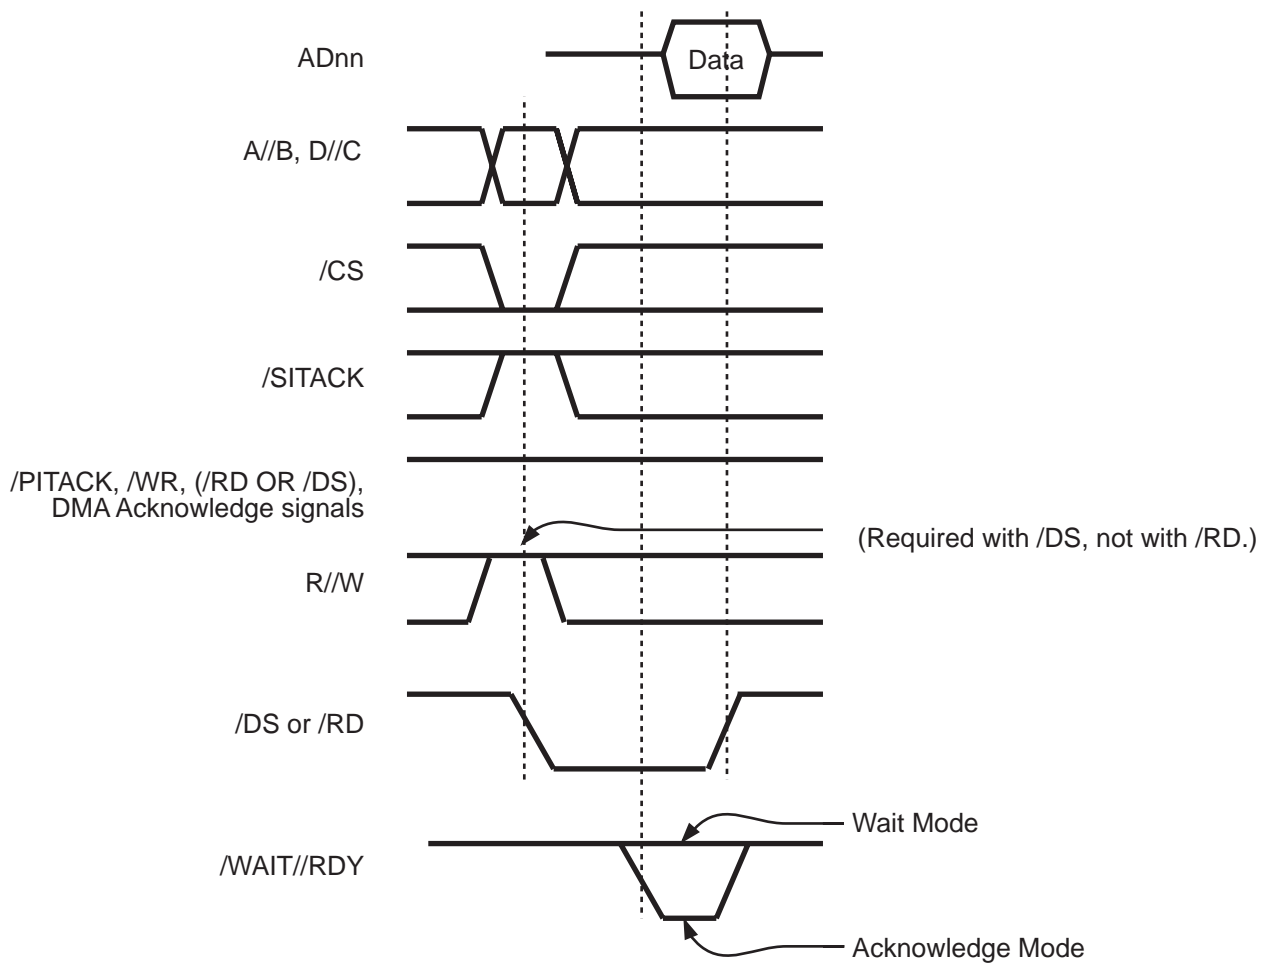 ADnn
Data
A//B, D//C
/CS
/SITACK
/PITACK, /WR, (/RD OR /DS),
DMA Acknowledge signals
(Required with /DS, not with /RD.)
R//W
/DS or /RD
Wait Mode
/WAIT//RDY
Acknowledge Mode